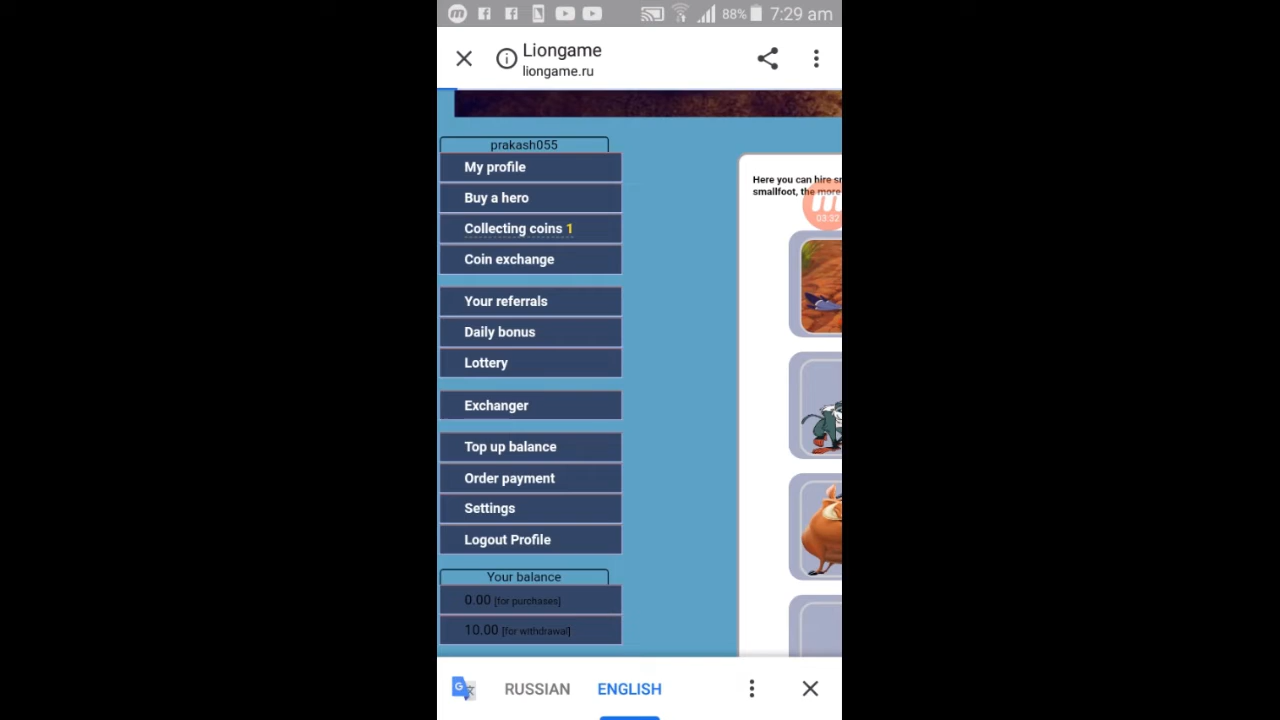 88% 7:29 am
Liongame
liongame.ru
prakash055
My profile
Buy a hero
Collecting coins 1
Coin exchange
Your referrals
Daily bonus
Lottery
Exchanger
Top up balance
Order payment
Settings
Logout Profile
Your balance
0.00 [for purchases]
10.00 [for withdrawal]
Here you can hire
smallfoot, the more
03:32
RUSSIAN ENGLISH